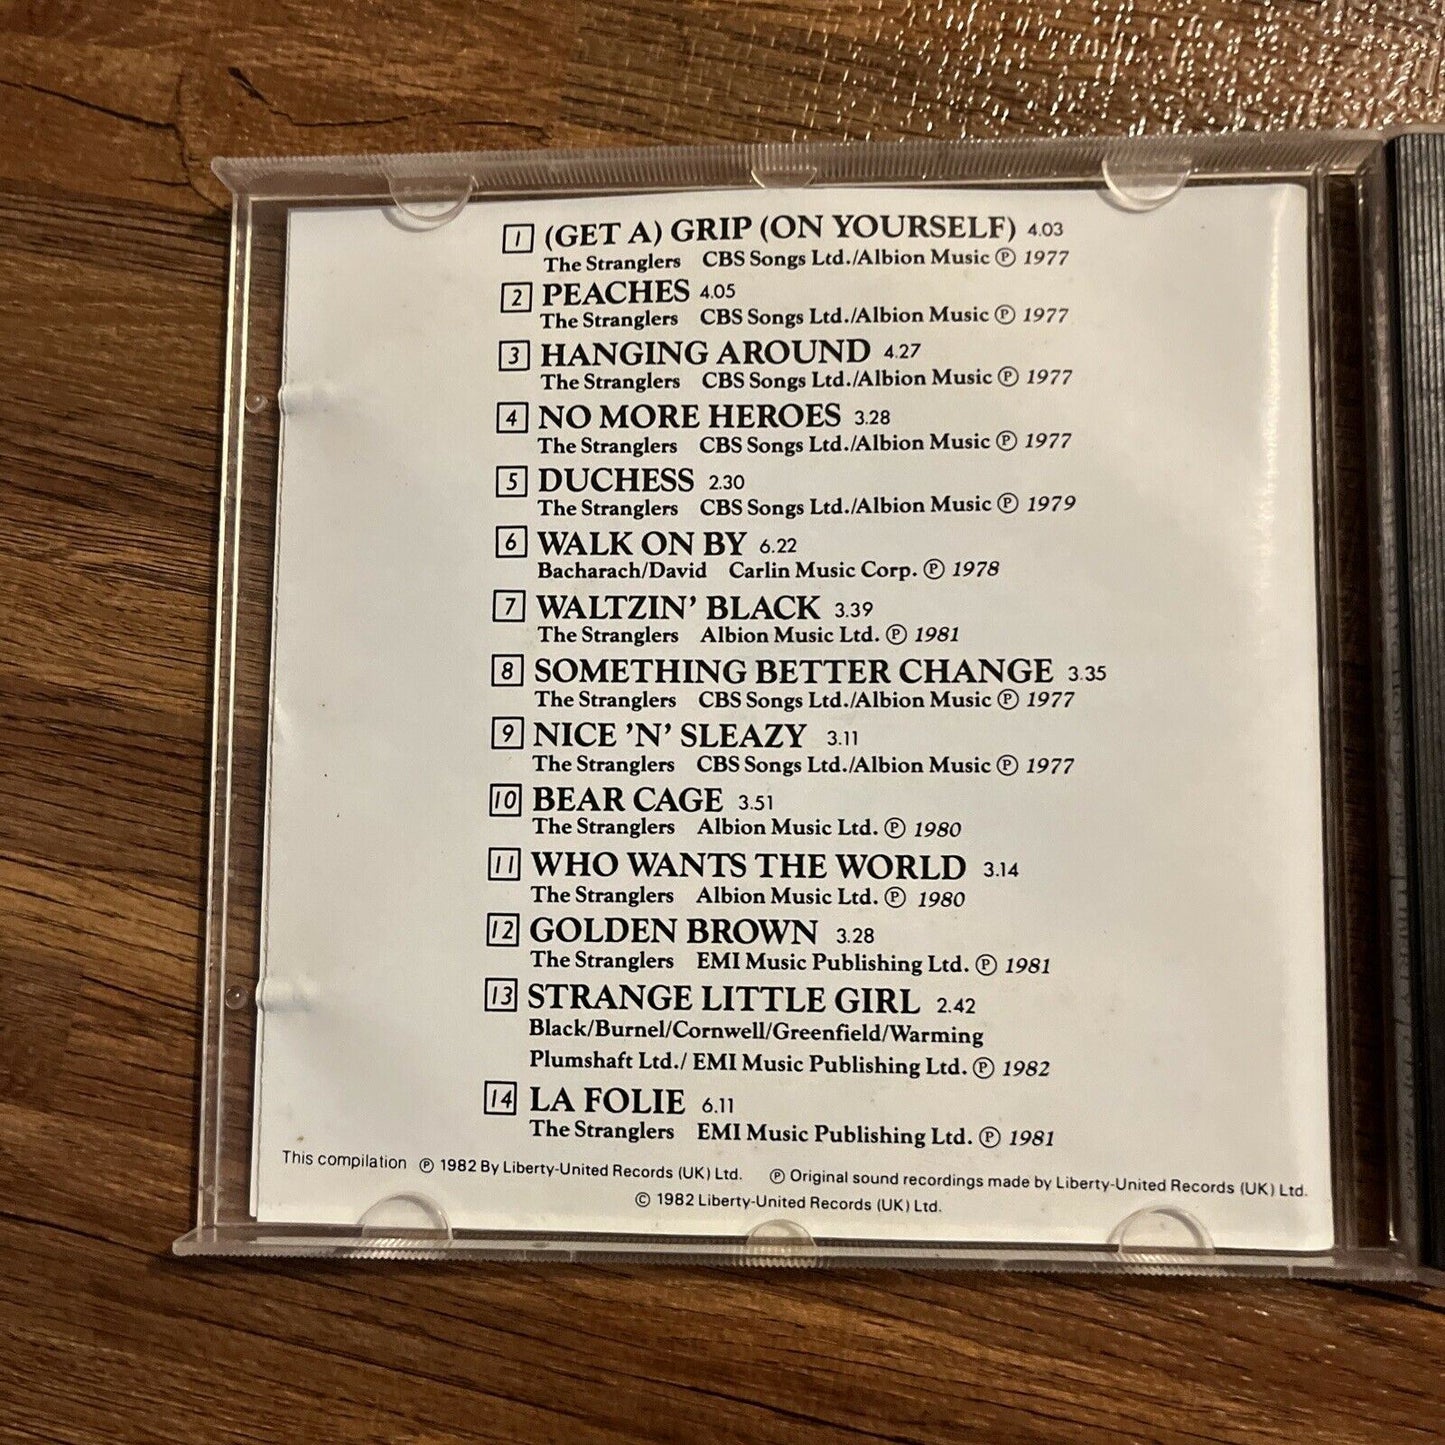 1 (GET A) GRIP (ON YOURSELF) 4.03
The Stranglers CBS Songs Ltd./Albion Music ℗ 1977
2 PEACHES 4.05
The Stranglers CBS Songs Ltd./Albion Music ℗ 1977
3 HANGING AROUND 4.27
The Stranglers CBS Songs Ltd./Albion Music ℗ 1977
4 NO MORE HEROES 3.28
The Stranglers CBS Songs Ltd./Albion Music ℗ 1977
5 DUCHESS 2.30
The Stranglers CBS Songs Ltd./Albion Music ℗ 1979
6 WALK ON BY 6.22
Bacharach/David Carlin Music Corp. ℗ 1978
7 WALTZIN' BLACK 3.39
The Stranglers Albion Music Ltd. ℗ 1981
8 SOMETHING BETTER CHANGE 3.35
The Stranglers CBS Songs Ltd./Albion Music ℗ 1977
9 NICE 'N' SLEAZY 3.11
The Stranglers CBS Songs Ltd./Albion Music ℗ 1977
10 BEAR CAGE 3.51
The Stranglers Albion Music Ltd. ℗ 1980
11 WHO WANTS THE WORLD 3.14
The Stranglers Albion Music Ltd. ℗ 1980
12 GOLDEN BROWN 3.28
The Stranglers EMI Music Publishing Ltd. ℗ 1981
13 STRANGE LITTLE GIRL 2.42
Black/Burnel/Cornwell/Greenfield/Warming
Plumshaft Ltd./ EMI Music Publishing Ltd. ℗ 1982
14 LA FOLIE 6.11
The Stranglers EMI Music Publishing Ltd. ℗ 1981
This compilation ℗ 1982 By Liberty-United Records (UK) Ltd. ℗ Original sound recordings made by Liberty-United Records (UK) Ltd.
© 1982 Liberty-United Records (UK) Ltd.